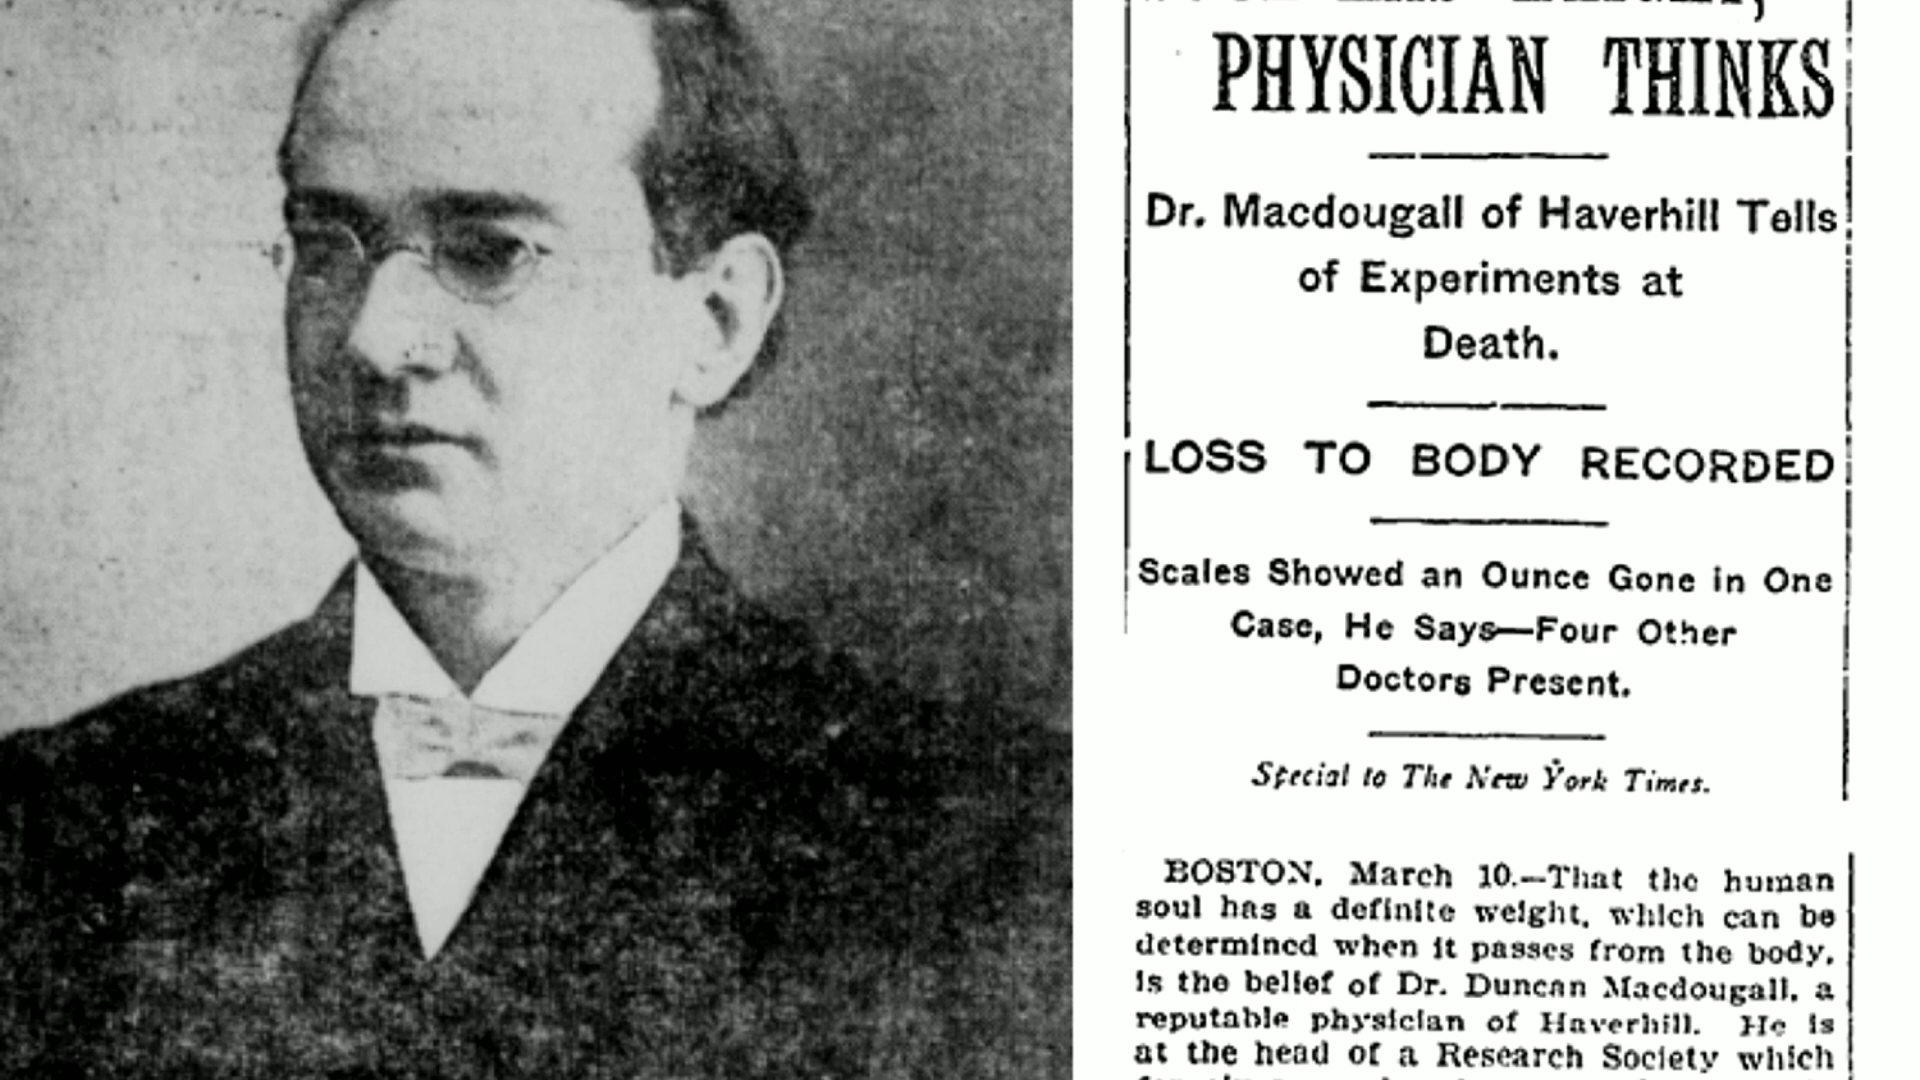 PHYSICIAN THINKS
Dr. Macdougall of Haverhill Tells
of Experiments at
Death.
LOSS TO BODY RECORDED
Scales Showed an Ounce Gone in One
Case, He Says—Four Other
Doctors Present.
Special to The New York Times.
BOSTON, March 10.—That the human
soul has a definite weight, which can be
determined when it passes from the body,
is the belief of Dr. Duncan Macdougall, a
reputable physician of Haverhill. He is
at the head of a Research Society which